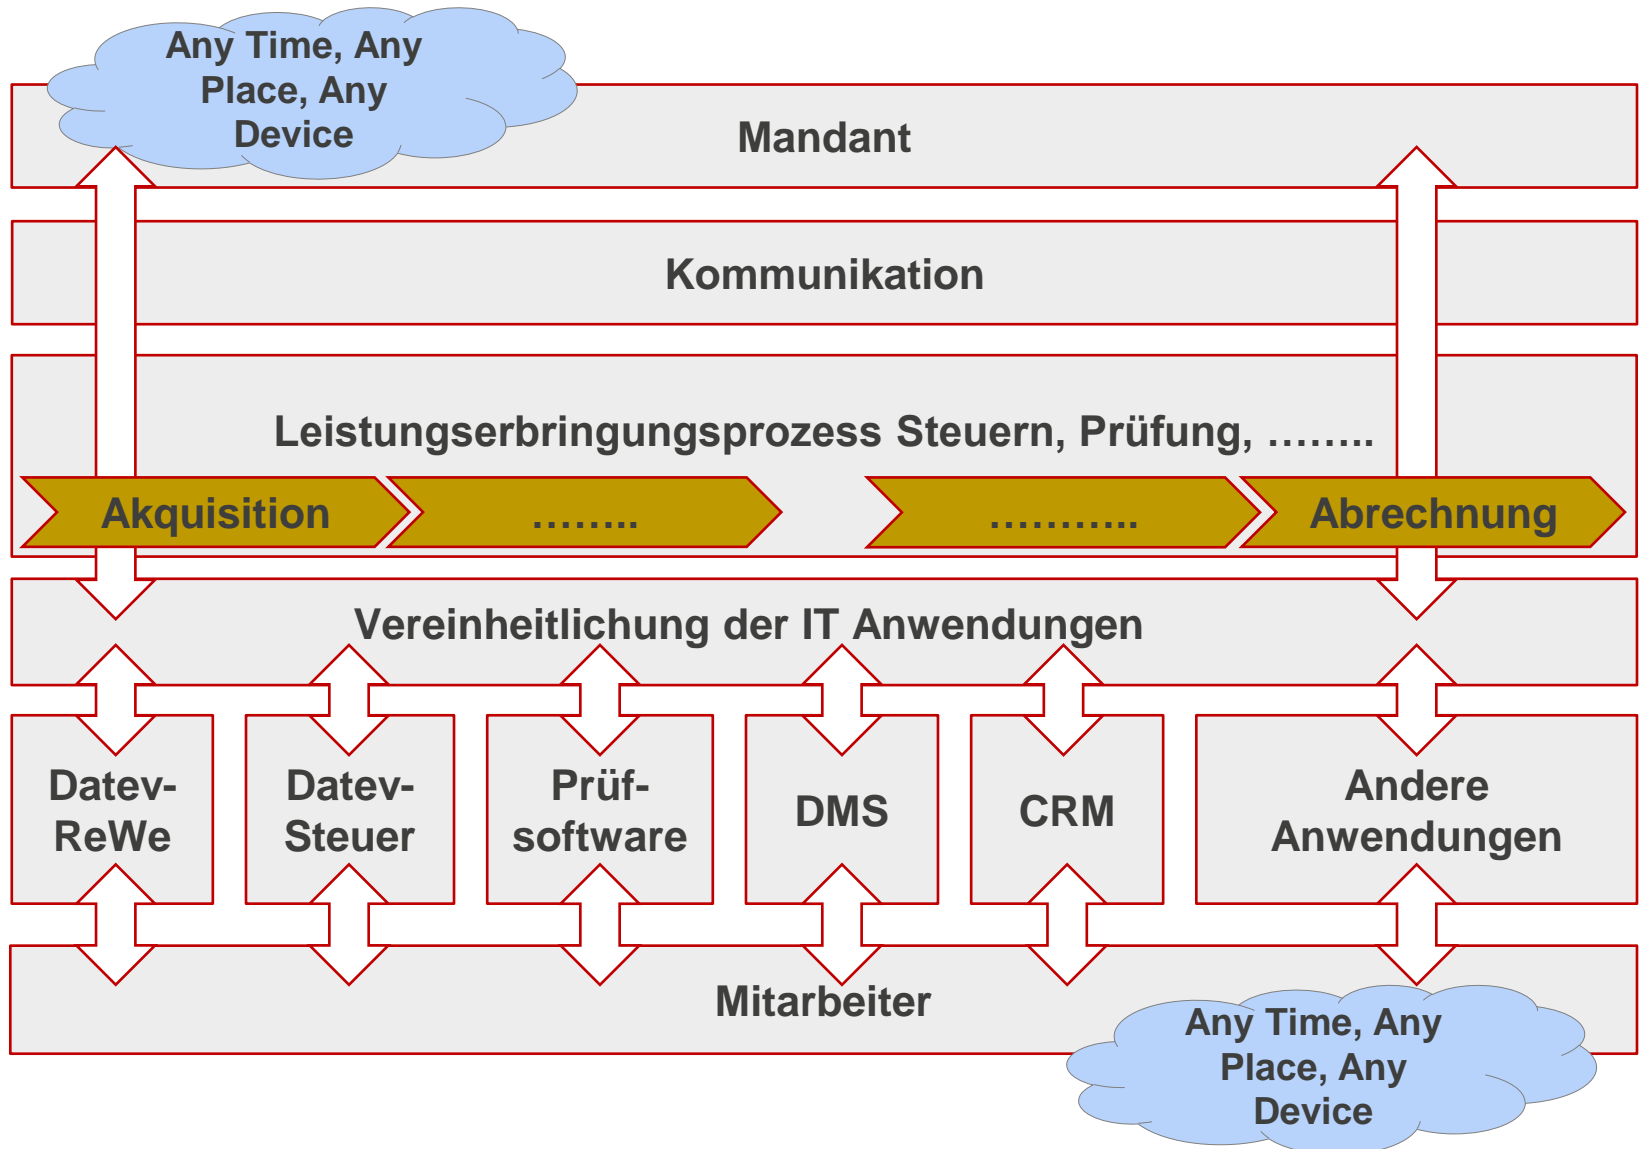 Any Time, Any
Place, Any
Device
Mandant
Kommunikation
Leistungserbringungsprozess Steuern, Prüfung, ……..
Akquisition
……..
………..
Abrechnung
Vereinheitlichung der IT Anwendungen
Datev-
ReWe
Datev-
Steuer
Prüf-
software
DMS
CRM
Andere
Anwendungen
Mitarbeiter
Any Time, Any
Place, Any
Device